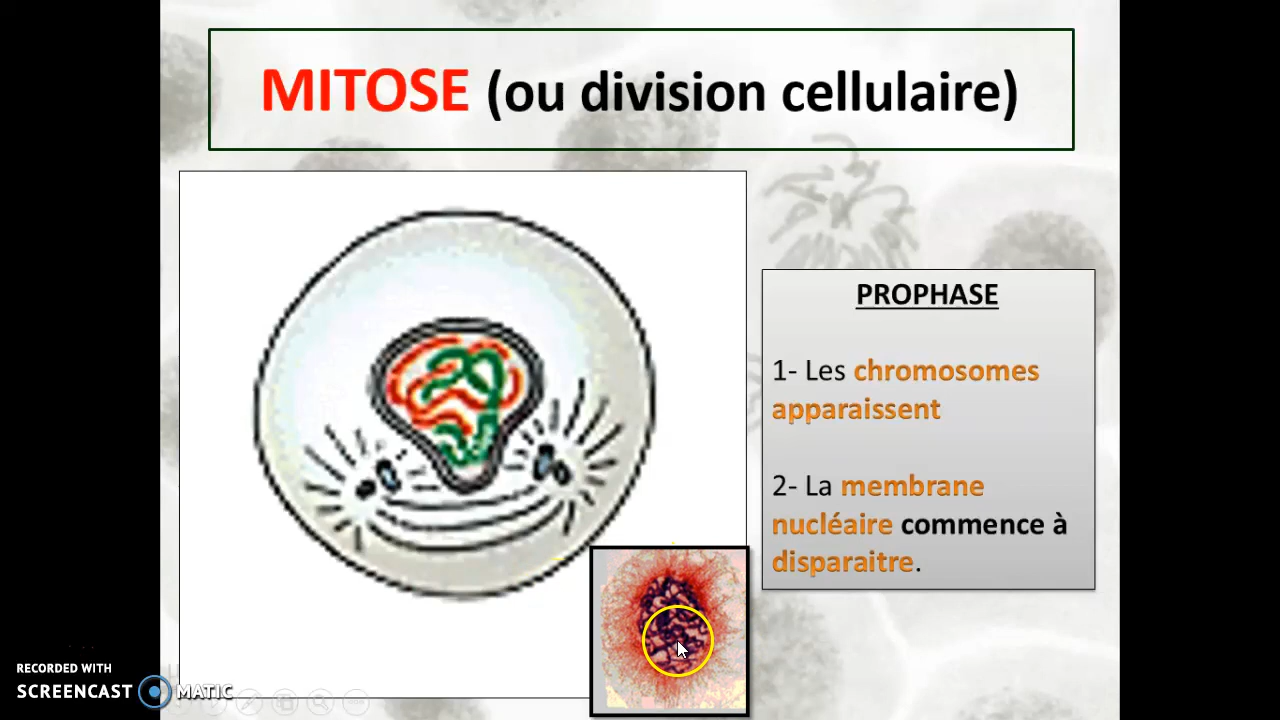 MITOSE (ou division cellulaire)
PROPHASE
1- Les chromosomes
apparaissent
2- La membrane
nucléaire commence à
disparaitre.
RECORDED WITH
SCREENCAST MATIC